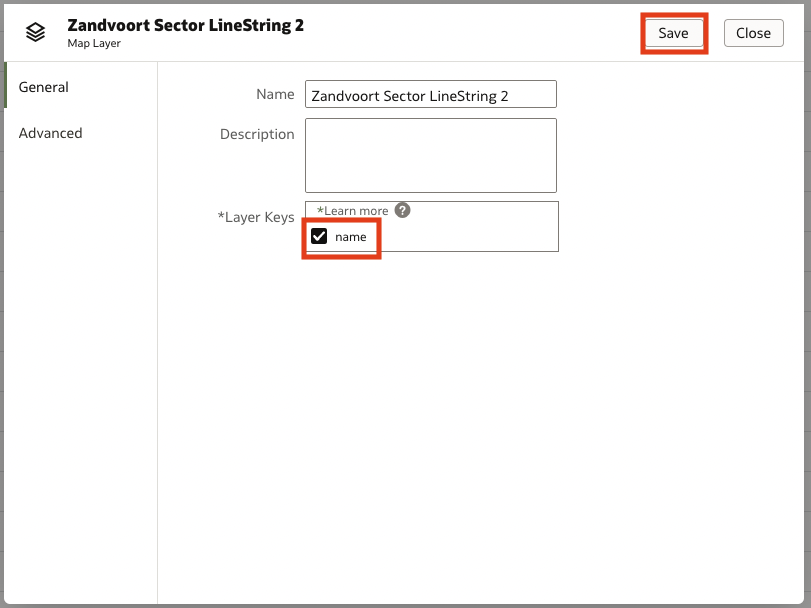 Zandvoort Sector LineString 2
Map Layer
Save
Close
General
Advanced
Name
Zandvoort Sector LineString 2
Description
*Layer Keys
*Learn more ?
name